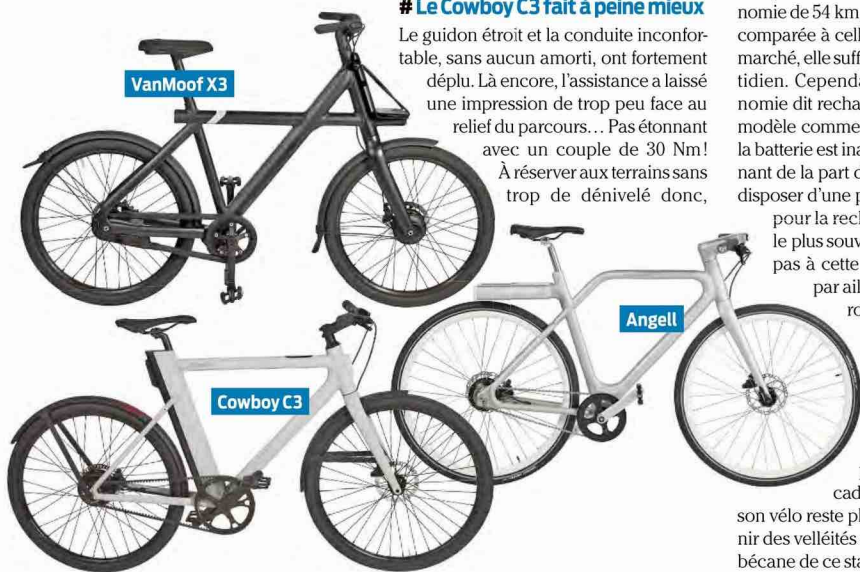 # Le Cowboy C3 fait à peine mieux
Le guidon étroit et la conduite inconfor-
table, sans aucun amorti, ont fortement
déplu. Là encore, l'assistance a laissé
une impression de trop peu face au
relief du parcours... Pas étonnant
avec un couple de 30 Nm!
À réserver aux terrains sans
trop de dénivelé donc,
VanMoof X3
Cowboy C3
Angell
nomie de 54 km
comparée à cell
marché, elle suff
tidien. Cependa
nomie dit recha
modèle comme
la batterie est ina
nant de la part d
disposer d'une p
pour la rech
le plus souv
pas à cette
par ail
ro
cad
son vélo reste pl
nir des velléités
bécane de ce sta